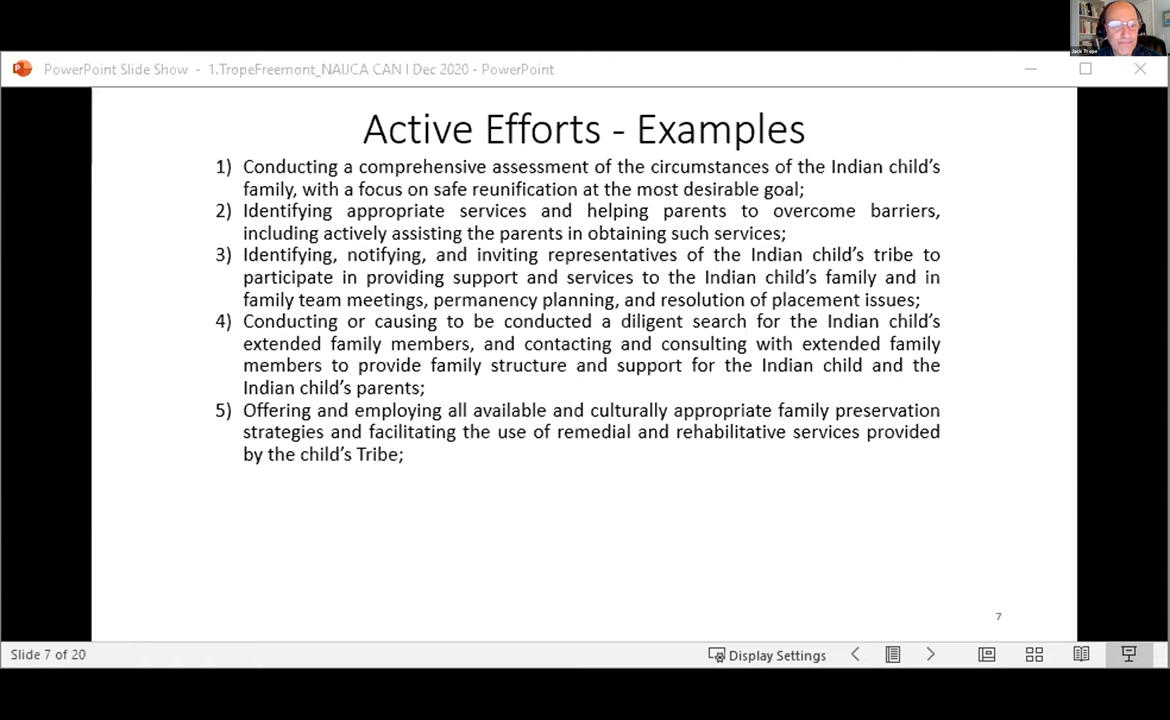 Jack Trope
PowerPoint Slide Show - 1.TropeFreemont_NAIJCA CAN I Dec 2020 - PowerPoint
Active Efforts - Examples
1) Conducting a comprehensive assessment of the circumstances of the Indian child’s
family, with a focus on safe reunification at the most desirable goal;
2) Identifying appropriate services and helping parents to overcome barriers,
including actively assisting the parents in obtaining such services;
3) Identifying, notifying, and inviting representatives of the Indian child’s tribe to
participate in providing support and services to the Indian child’s family and in
family team meetings, permanency planning, and resolution of placement issues;
4) Conducting or causing to be conducted a diligent search for the Indian child’s
extended family members, and contacting and consulting with extended family
members to provide family structure and support for the Indian child and the
Indian child’s parents;
5) Offering and employing all available and culturally appropriate family preservation
strategies and facilitating the use of remedial and rehabilitative services provided
by the child’s Tribe;
7
Slide 7 of 20
Display Settings